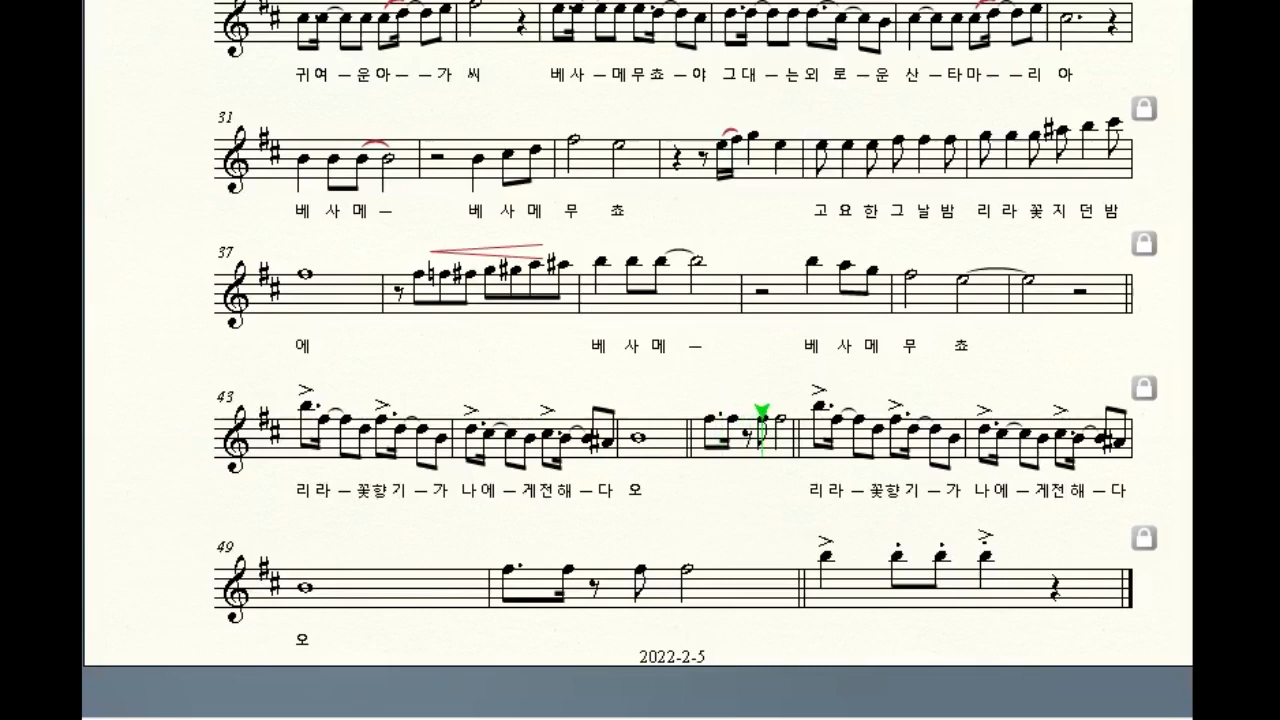 귀여 – 운아 – – 가 씨 베사 – 메무쵸 – 야 그대 – 는외 로 – 운 산 – 타마 – – 리 아
31
베 사 메 – 베 사 메 무 쵸 고 요 한 그 날 밤 리 라 꽃 지 던 밤
37
에 베 사 메 – 베 사 메 무 쵸
43
리 라 – 꽃향 기 – 가 나에 – 게전해 – 다 오 리 라 – 꽃향 기 – 가 나에 – 게전해 – 다
49
오
2022-2-5